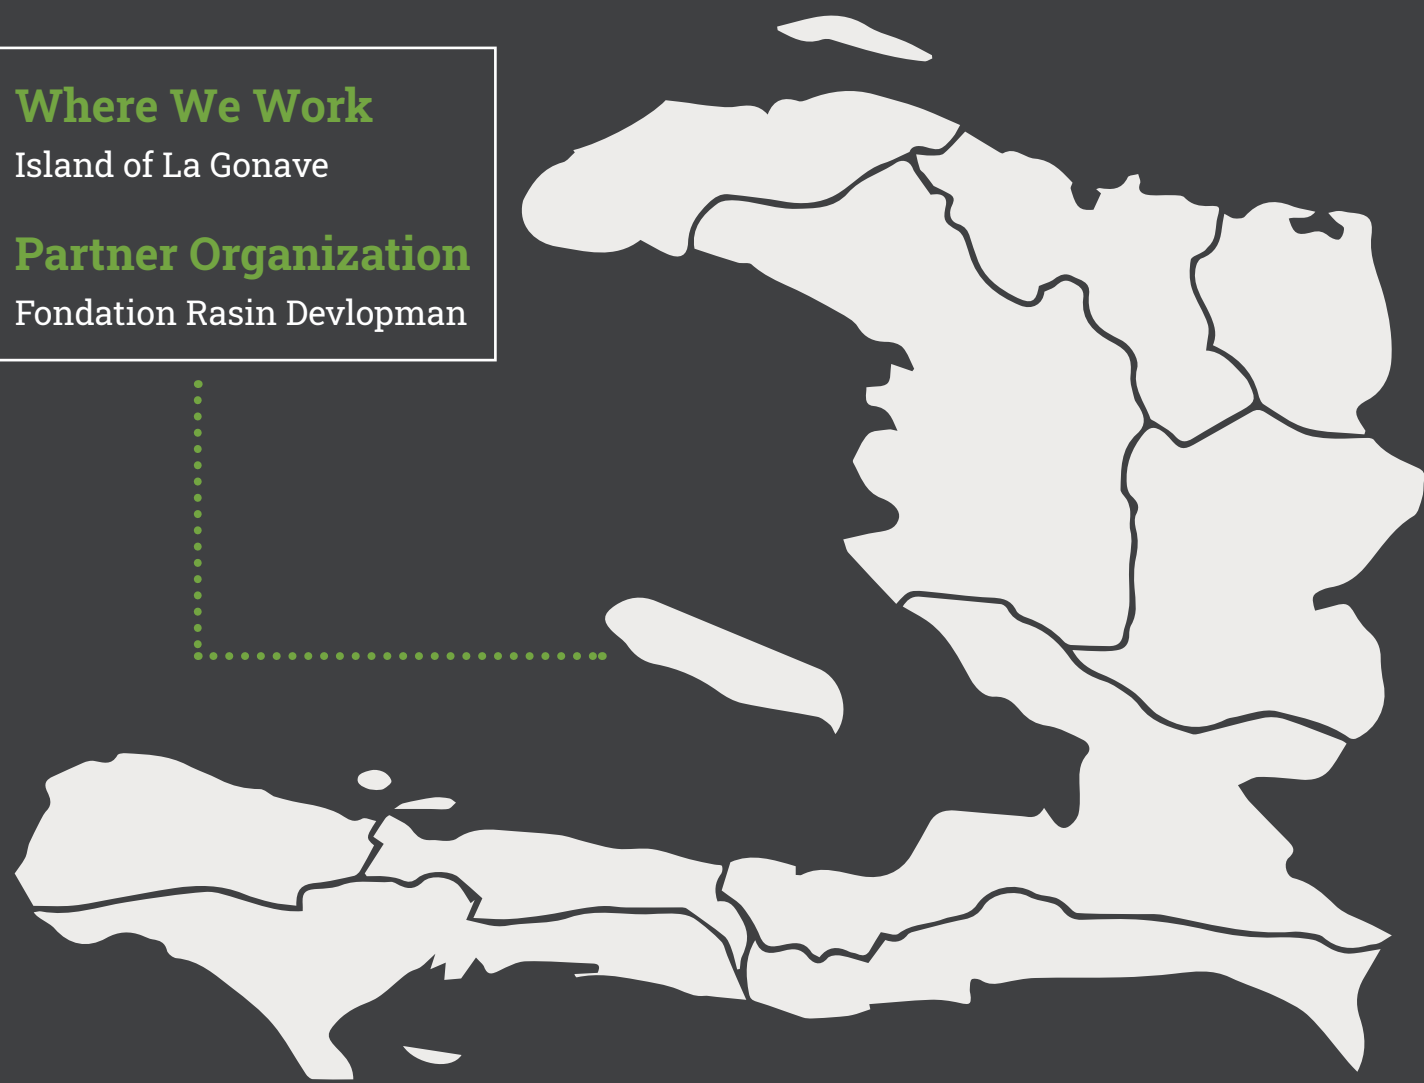 Where We Work
Island of La Gonave
Partner Organization
Fondation Rasin Devlopman